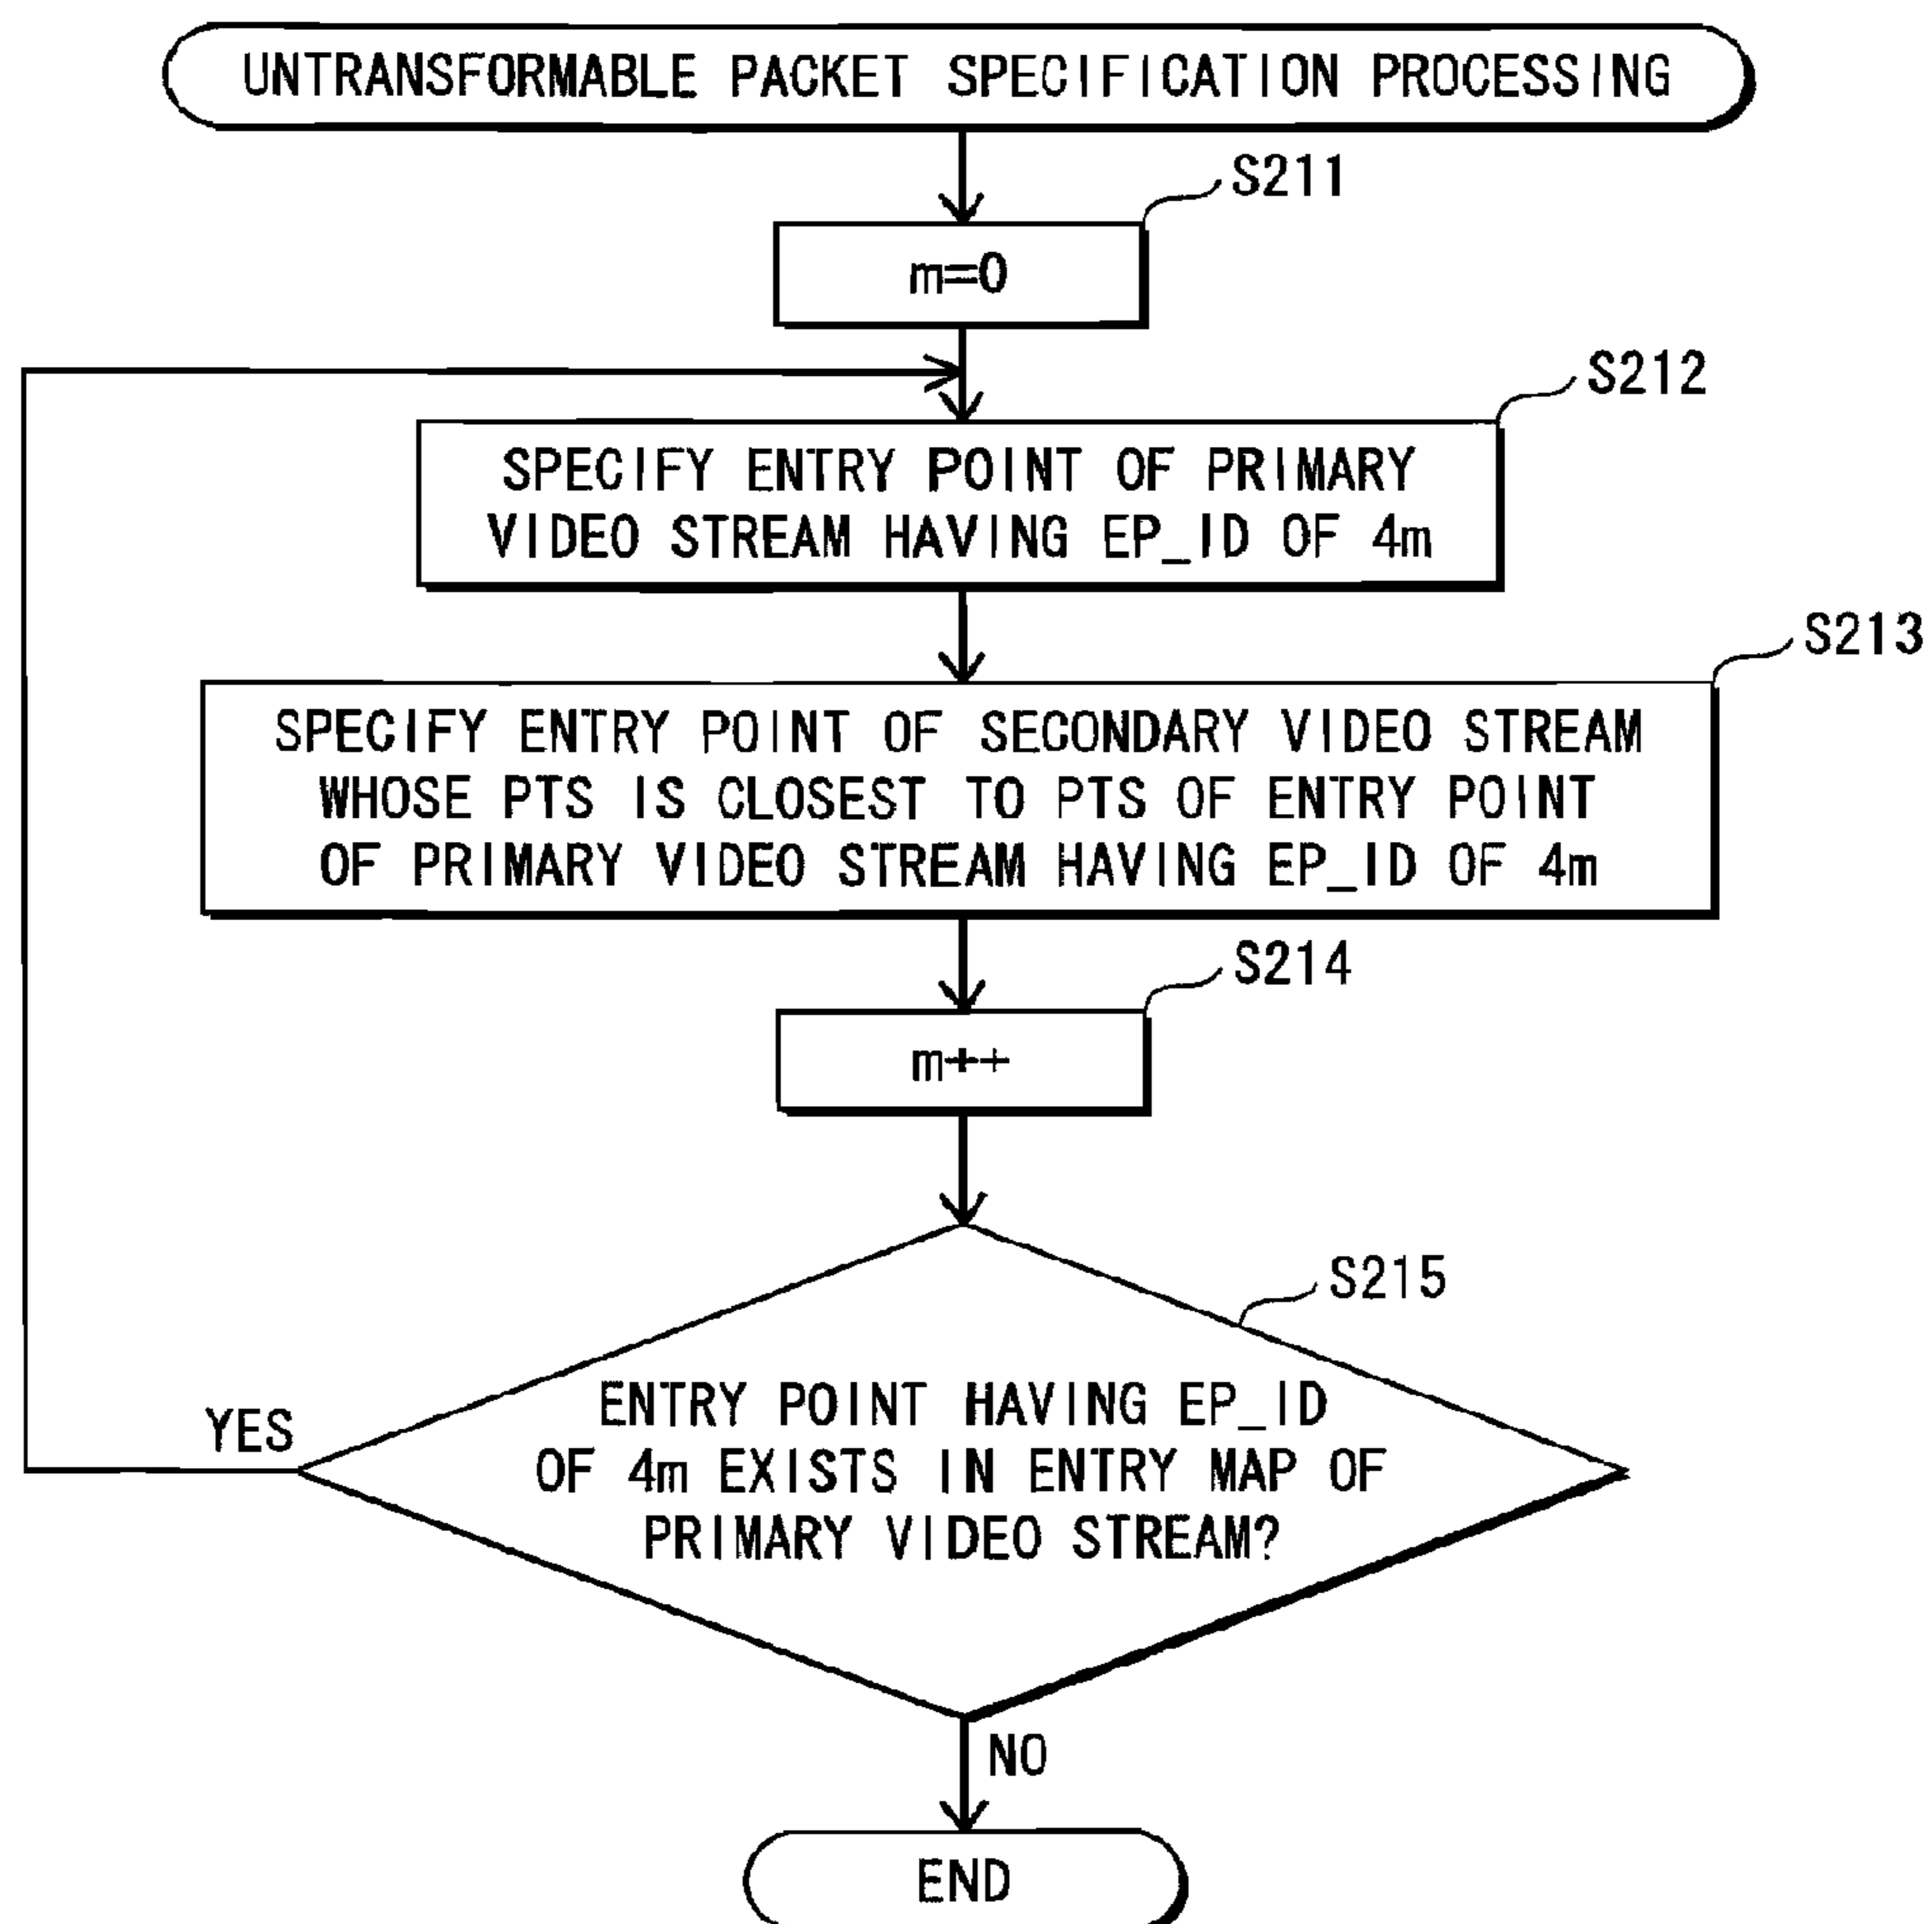 UNTRANSFORMABLE PACKET SPECIFICATION PROCESSING
S211
m=0
S212
SPECIFY ENTRY POINT OF PRIMARY
VIDEO STREAM HAVING EP_ID OF 4m
S213
SPECIFY ENTRY POINT OF SECONDARY VIDEO STREAM
WHOSE PTS IS CLOSEST TO PTS OF ENTRY POINT
OF PRIMARY VIDEO STREAM HAVING EP_ID OF 4m
S214
m++
S215
ENTRY POINT HAVING EP_ID
OF 4m EXISTS IN ENTRY MAP OF
PRIMARY VIDEO STREAM?
YES
NO
END